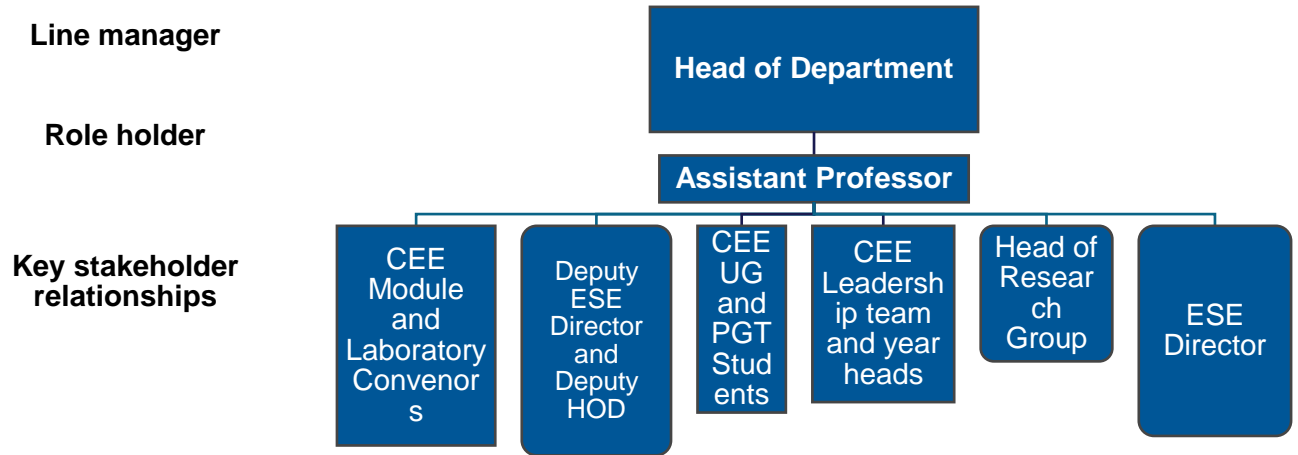 Line manager
Head of Department
Role holder
Assistant Professor
Key stakeholder
relationships
CEE
Module
and
Laboratory
Convenor
s
Deputy
ESE
Director
and
Deputy
HOD
CEE
UG
and
PGT
Stud
ents
CEE
Leadersh
ip team
and year
heads
Head of
Resear
ch
Group
ESE
Director